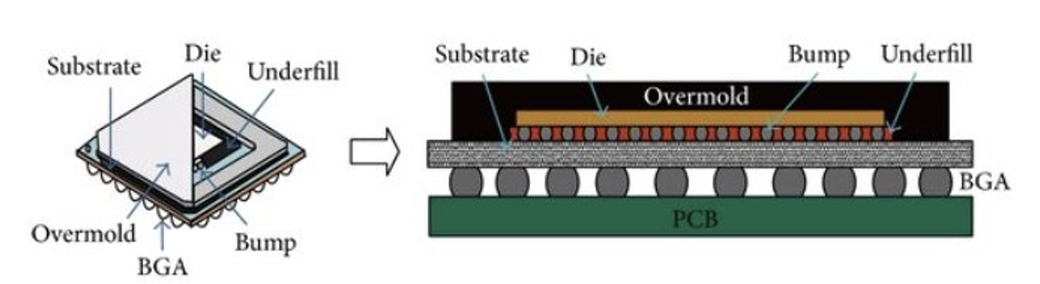 Substrate
Die
Underfill
Overmold
Bump
BGA
Substrate
Die
Bump
Underfill
Overmold
BGA
PCB